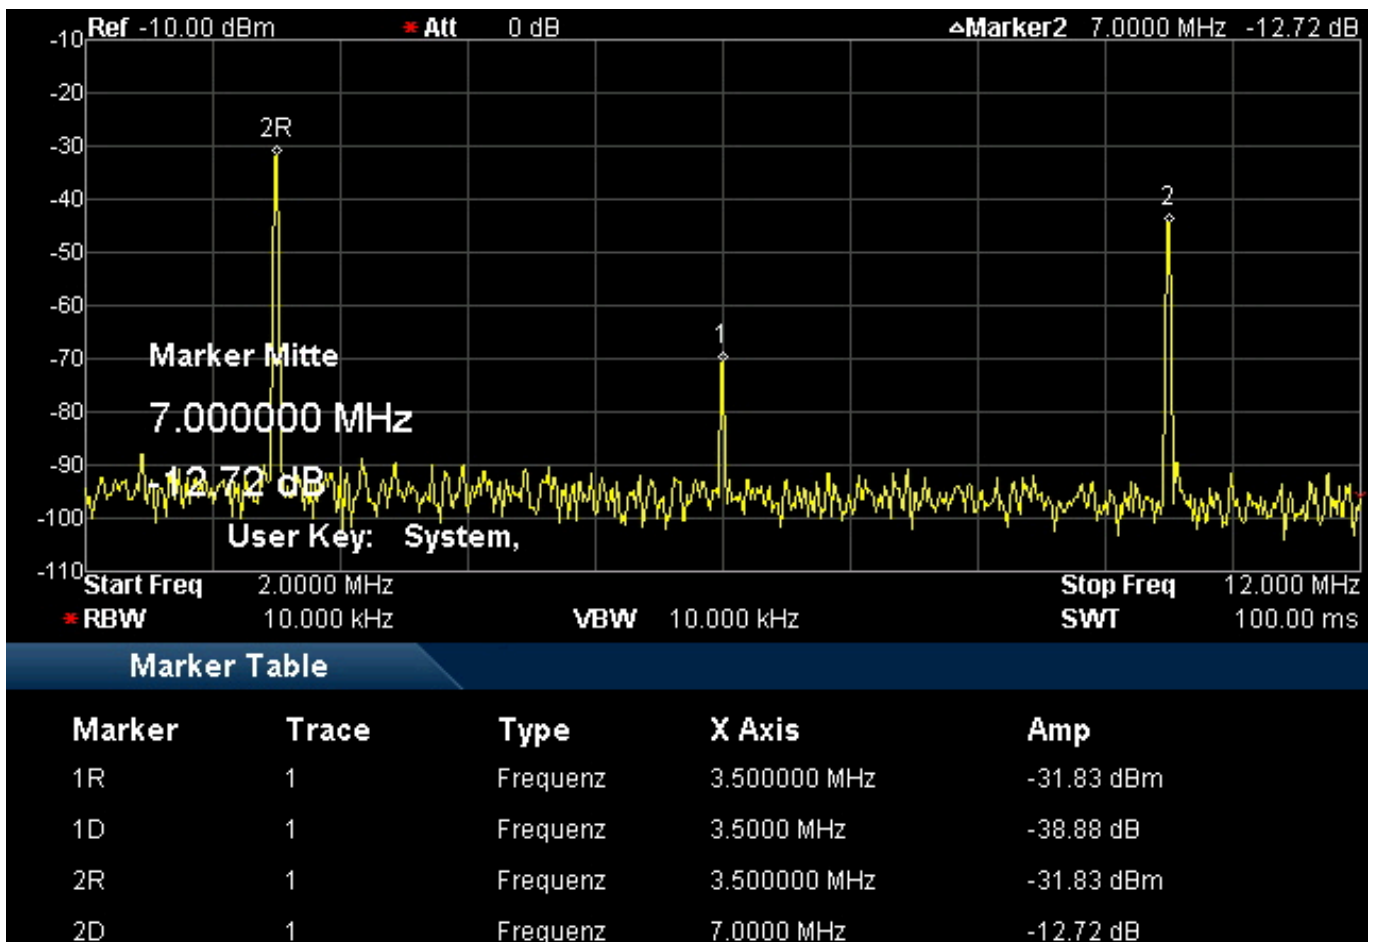 Ref -10.00 dBm * Att 0 dB ▵Marker2 7.0000 MHz -12.72 dB
-10
-20
2R
-30
-40
2
-50
-60
1
-70
Marker Mitte
-80
7.000000 MHz
-90
-12.72 dB
-100
User Key: System,
-110
Start Freq 2.0000 MHz Stop Freq 12.000 MHz
* RBW 10.000 kHz VBW 10.000 kHz SWT 100.00 ms
Marker Table
Marker Trace Type X Axis Amp
1R 1 Frequenz 3.500000 MHz -31.83 dBm
1D 1 Frequenz 3.5000 MHz -38.88 dB
2R 1 Frequenz 3.500000 MHz -31.83 dBm
2D 1 Frequenz 7.0000 MHz -12.72 dB